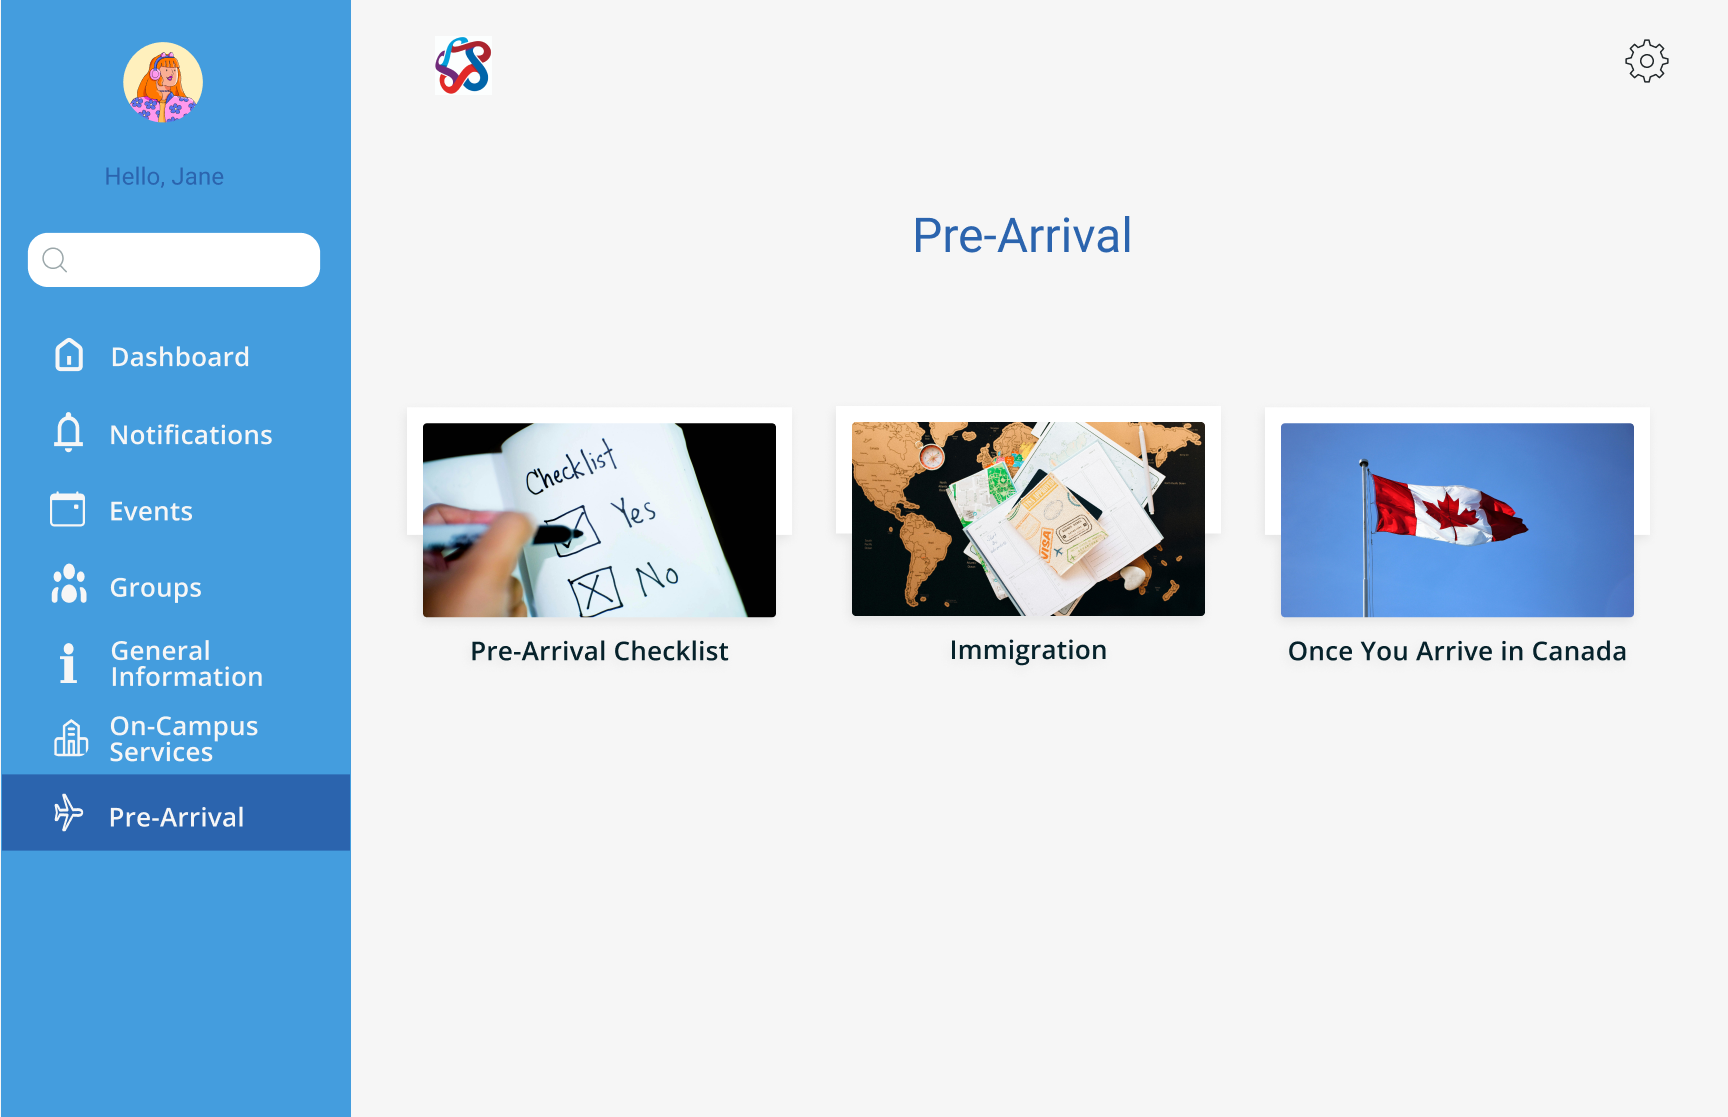 Hello, Jane
Dashboard
Notifications
Events
Groups
General
Information
On-Campus
Services
Pre-Arrival
Pre-Arrival
Checklist
Yes
No
VISA
Pre-Arrival Checklist
Immigration
Once You Arrive in Canada